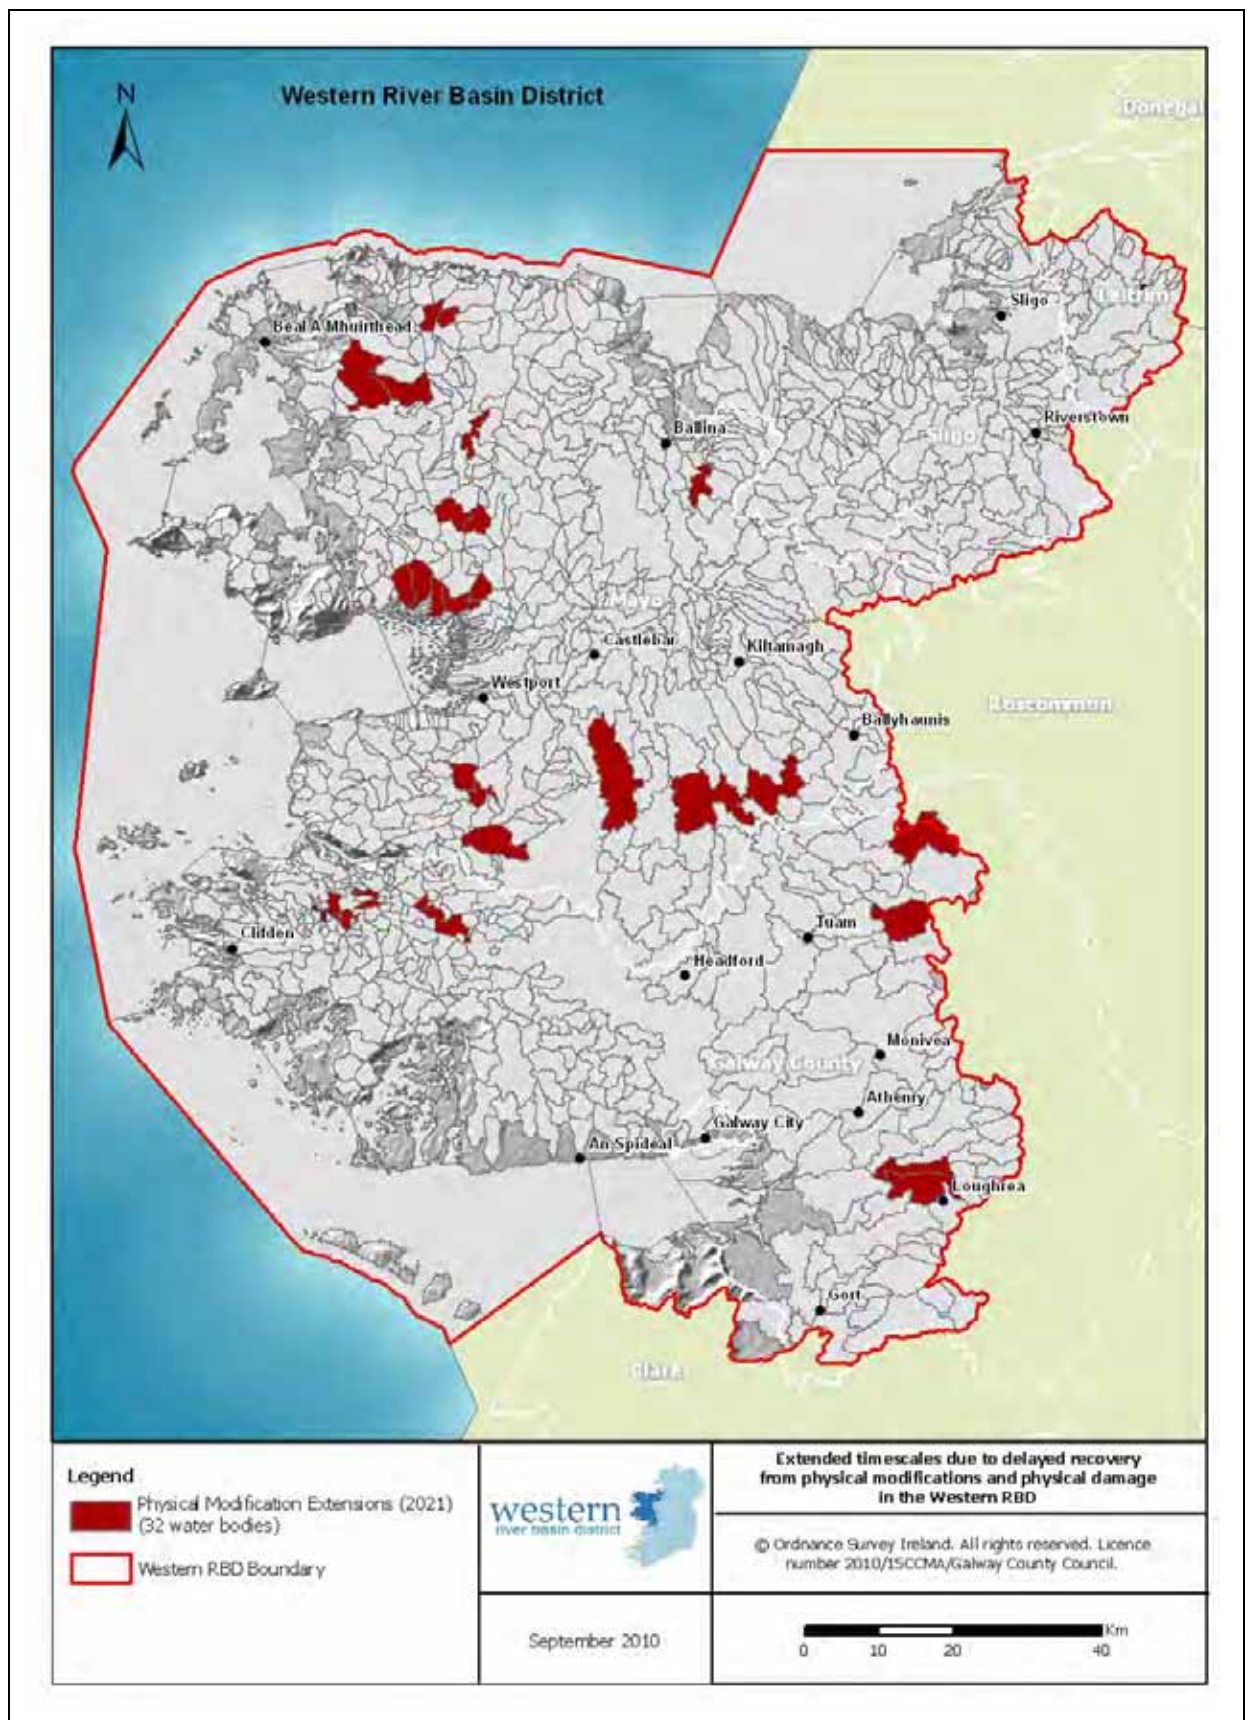 Western River Basin District
N
Donegal
Leitrim
Sligo
Beal A Mhuirthead
Riverstown
Ballina
Sligo
Mayo
Castlebar
Kiltamagh
Westport
Roscommon
Ballyhaunis
Tuam
Clifden
Headford
Monivea
Galway County
Athenry
Galway City
An Spideal
Loughrea
Gort
Clare
Legend
Physical Modification Extensions (2021)
(32 water bodies)
Western RBD Boundary
western
river basin district
September 2010
Extended timescales due to delayed recovery
from physical modifications and physical damage
in the Western RBD
© Ordnance Survey Ireland. All rights reserved. Licence
number 2010/15CCMA/Galway County Council.
Km
0 10 20 40